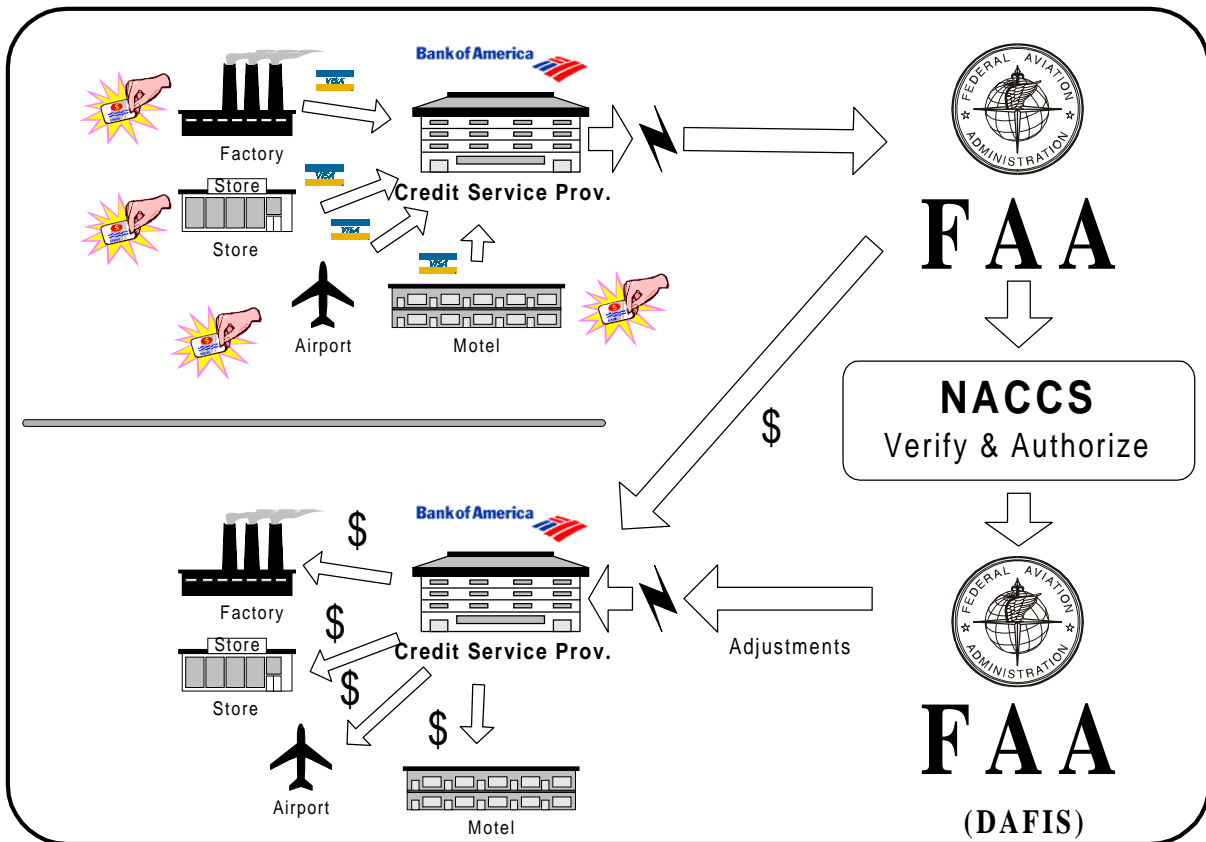 Bank of America
VISA
Factory
Store
VISA
Store
VISA
Credit Service Prov.
VISA
Airport
Motel
FEDERAL AVIATION
ADMINISTRATION
FAA
$
NACCS
Verify & Authorize
Bank of America
$
Factory
$
Store
Store
$
Credit Service Prov.
$
Airport
Motel
Adjustments
FEDERAL AVIATION
ADMINISTRATION
FAA
(DAFIS)